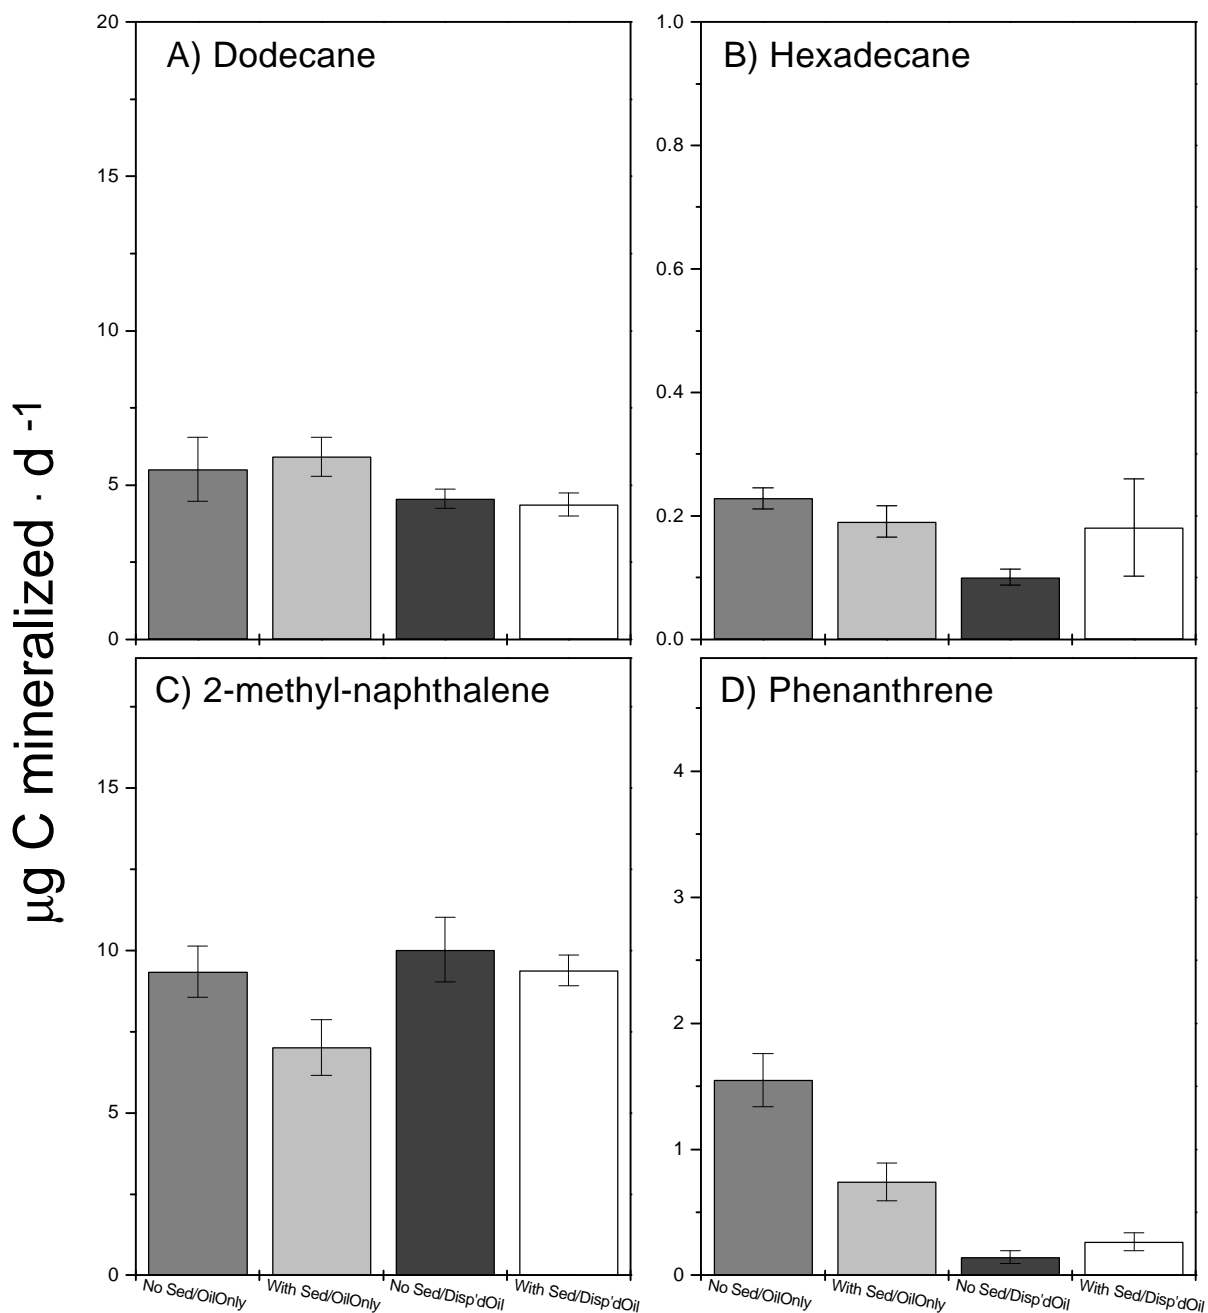 µg C mineralized · d -1
A) Dodecane
20
15
10
5
0
B) Hexadecane
1.0
0.8
0.6
0.4
0.2
0.0
C) 2-methyl-naphthalene
15
10
5
0
No Sed/OilOnly
With Sed/OilOnly
No Sed/Disp'dOil
With Sed/Disp'dOil
D) Phenanthrene
4
3
2
1
0
No Sed/OilOnly
With Sed/OilOnly
No Sed/Disp'dOil
With Sed/Disp'dOil